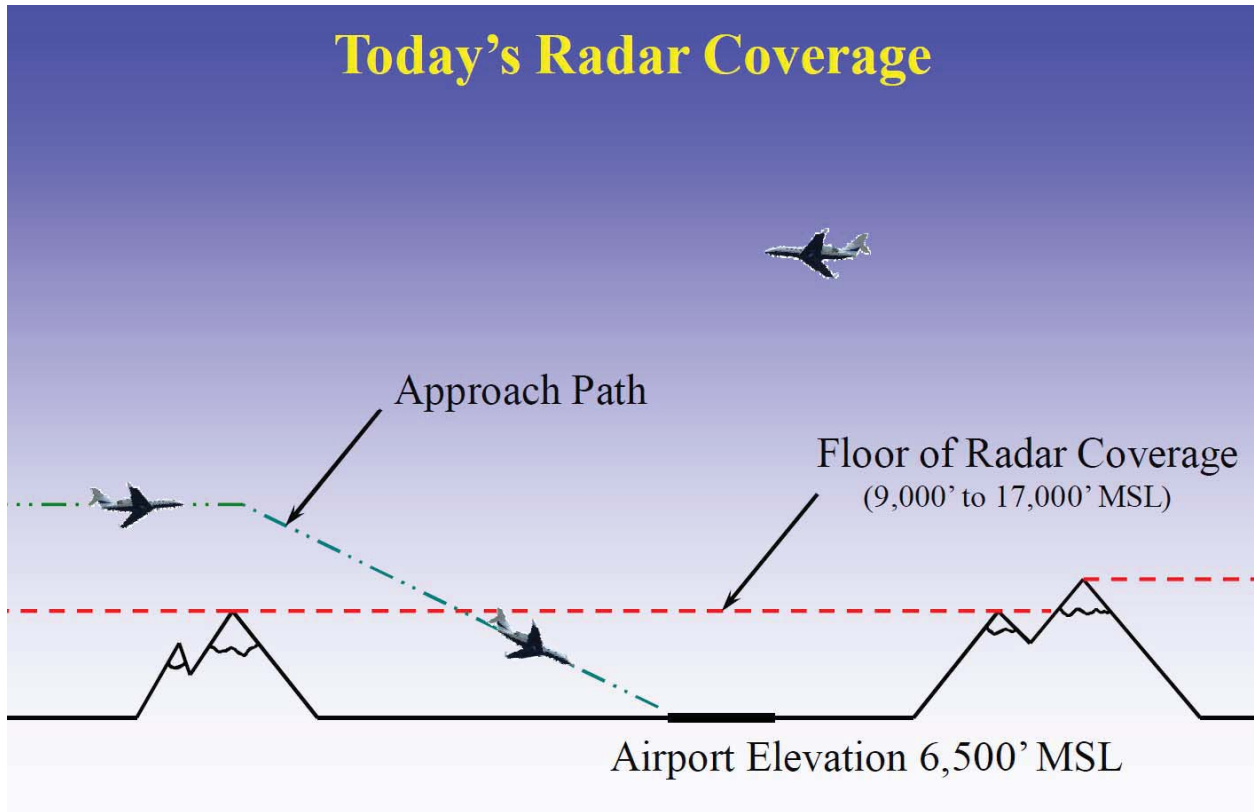 Today’s Radar Coverage
Approach Path
Floor of Radar Coverage
(9,000’ to 17,000’ MSL)
Airport Elevation 6,500’ MSL